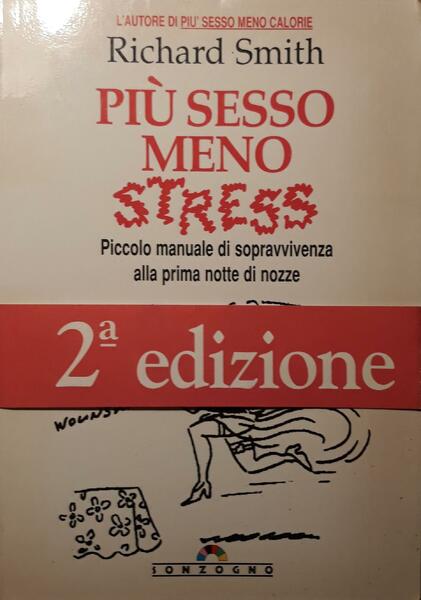 L'AUTORE DI PIU' SESSO MENO CALORIE
Richard Smith
PIÙ SESSO
MENO
STRESS
Piccolo manuale di sopravvivenza
alla prima notte di nozze
2ª edizione
SONZOGNO